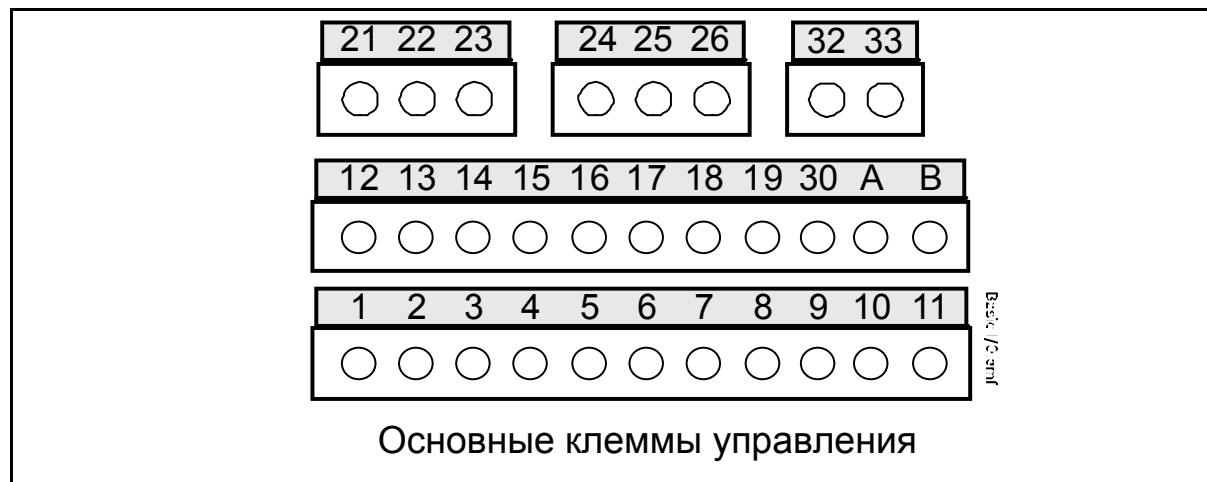 21 22 23 24 25 26 32 33
12 13 14 15 16 17 18 19 30 A B
1 2 3 4 5 6 7 8 9 10 11
Основные клеммы управления